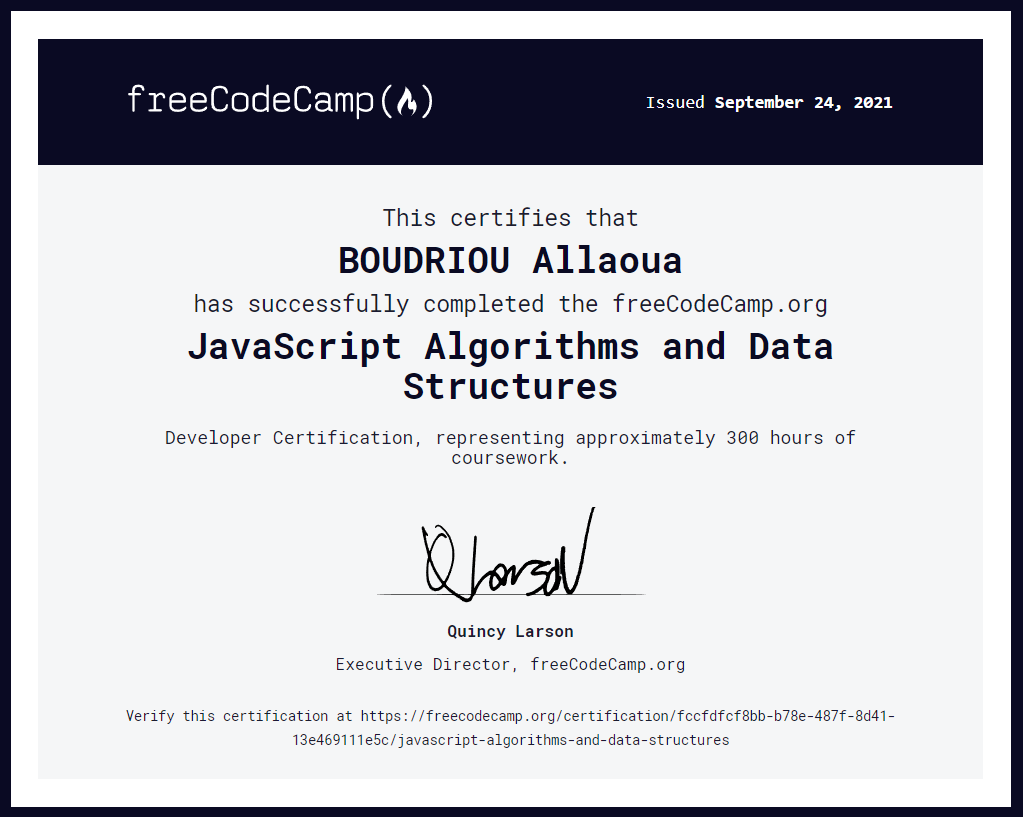 freeCodeCamp(🔥)
Issued September 24, 2021
This certifies that
BOUDRIOU Allaoua
has successfully completed the freeCodeCamp.org
JavaScript Algorithms and Data
Structures
Developer Certification, representing approximately 300 hours of
coursework.
Q Larson
Quincy Larson
Executive Director, freeCodeCamp.org
Verify this certification at https://freecodecamp.org/certification/fccfdfcf8bb-b78e-487f-8d41-
13e469111e5c/javascript-algorithms-and-data-structures